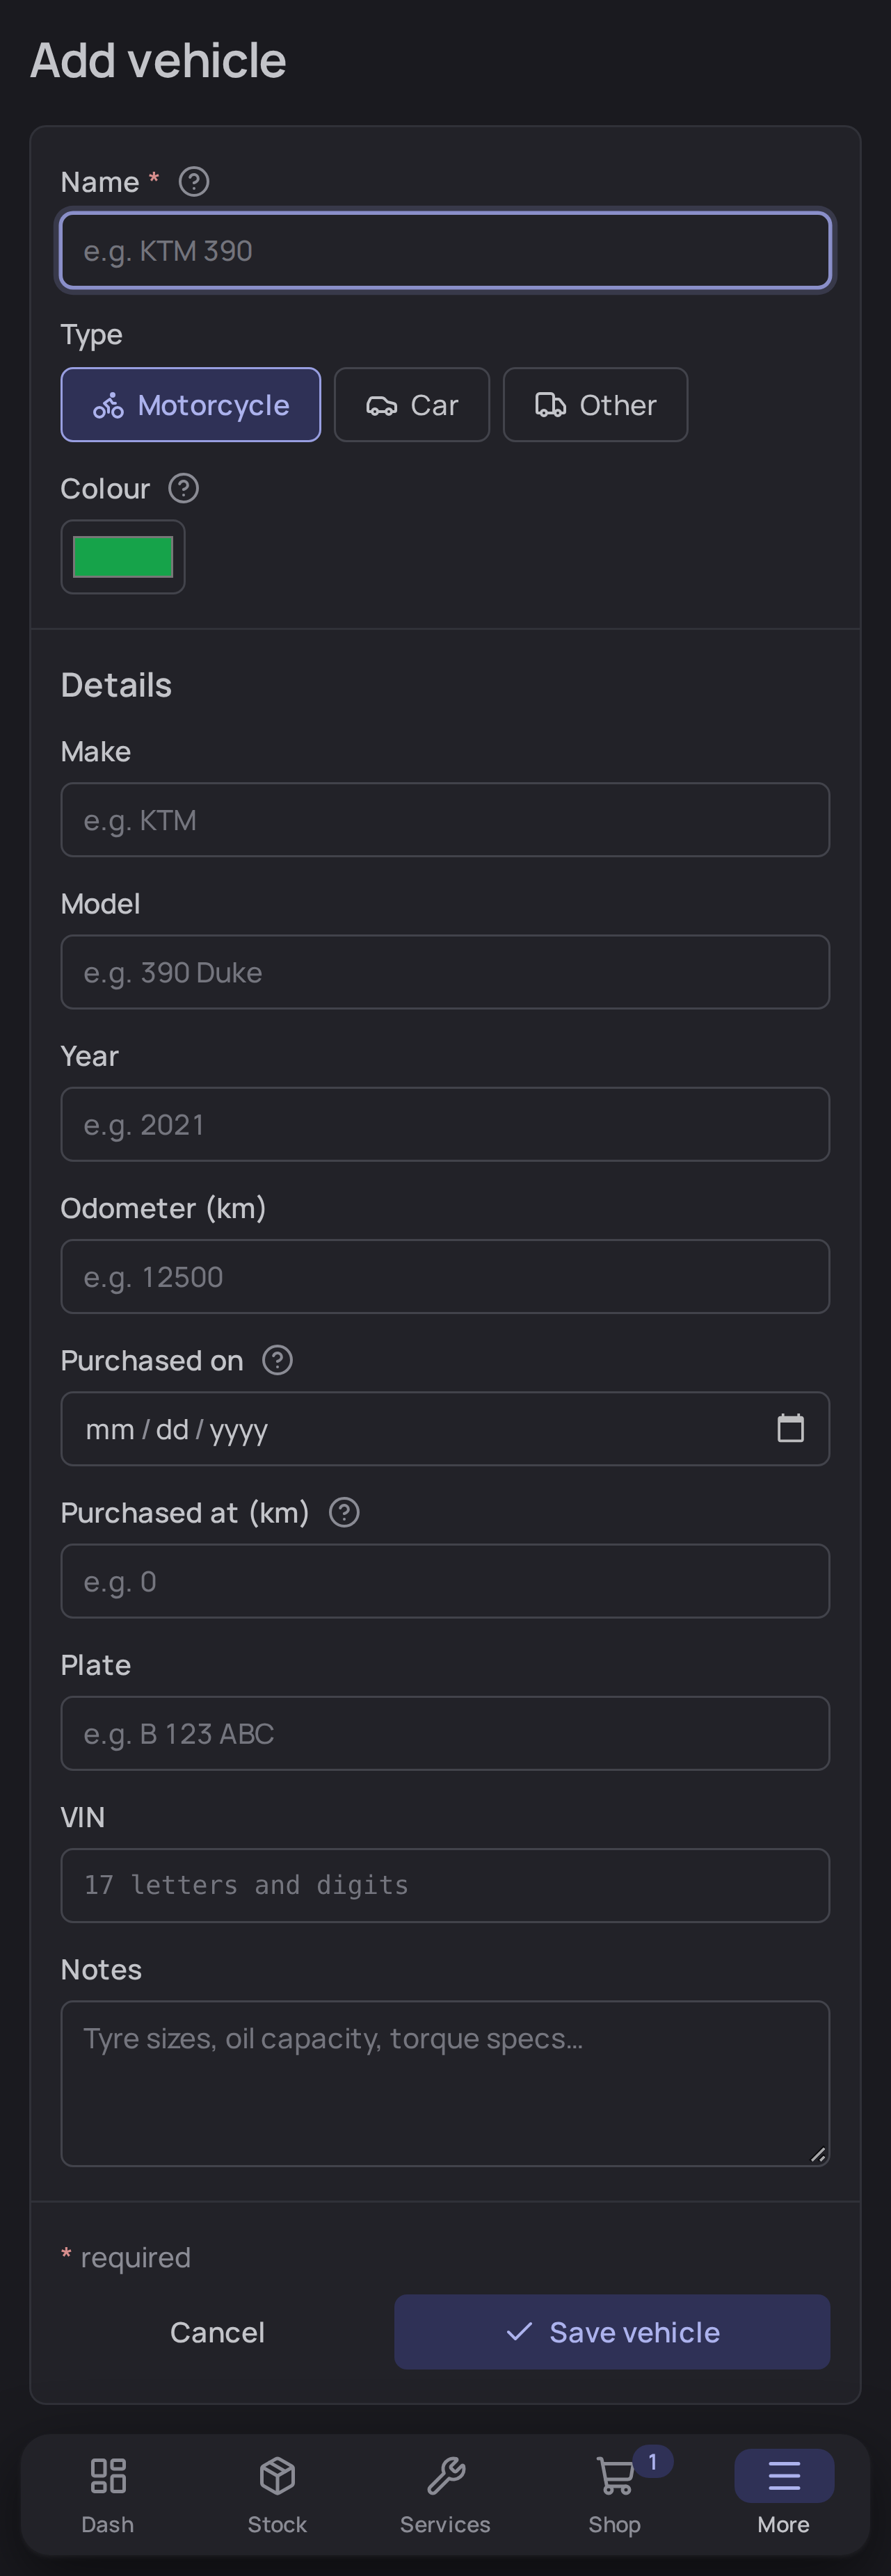 Add vehicle
Name *
e.g. KTM 390
Type
Motorcycle
Car
Other
Colour
Details
Make
e.g. KTM
Model
e.g. 390 Duke
Year
e.g. 2021
Odometer (km)
e.g. 12500
Purchased on
mm / dd / yyyy
Purchased at (km)
e.g. 0
Plate
e.g. B 123 ABC
VIN
17 letters and digits
Notes
Tyre sizes, oil capacity, torque specs…
* required
Cancel
Save vehicle
1
Dash
Stock
Services
Shop
More